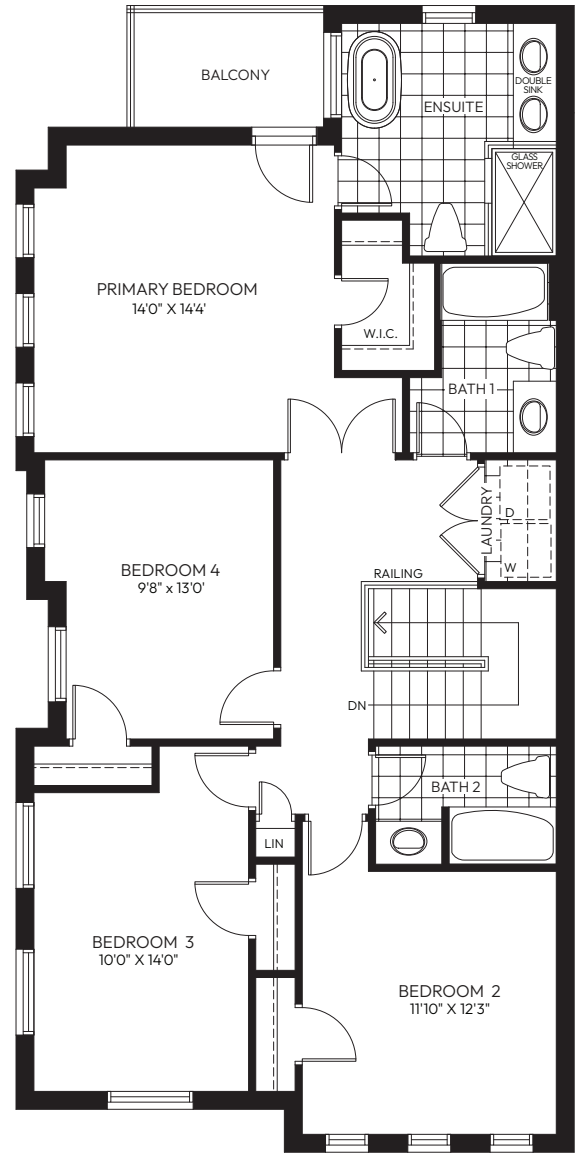 BALCONY
ENSUITE
DOUBLE
SINK
GLASS
SHOWER
PRIMARY BEDROOM
14'0" X 14'4'
W.I.C.
BATH 1
LAUNDRY
D
W
BEDROOM 4
9'8" x 13'0'
RAILING
DN
BATH 2
LIN
BEDROOM 3
10'0" X 14'0"
BEDROOM 2
11'10" X 12'3"